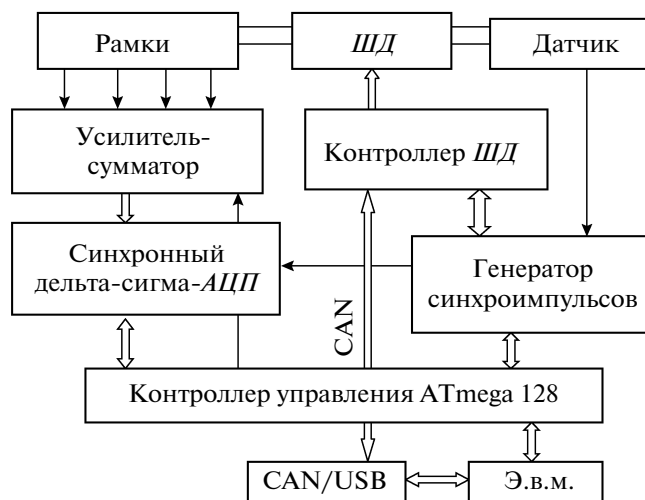 Рамки
ШД
Датчик
Усилитель-
сумматор
Контроллер ШД
Синхронный
дельта-сигма-АЦП
Генератор
синхроимпульсов
CAN
Контроллер управления ATmega 128
CAN/USB
Э.в.м.